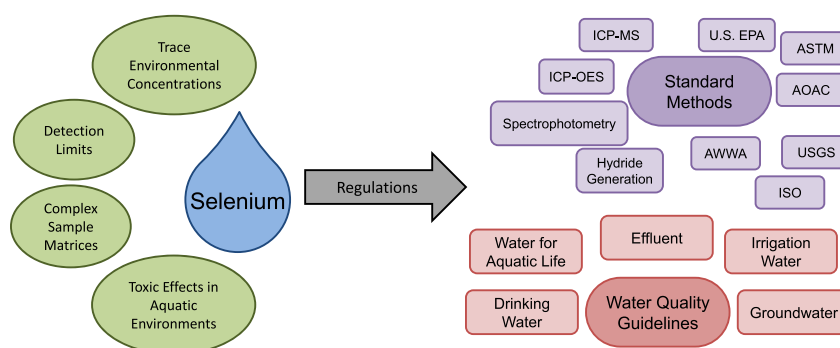 Trace
Environmental
Concentrations
Detection
Limits
Complex
Sample
Matrices
Toxic Effects in
Aquatic
Environments
Selenium
Regulations
ICP-MS
U.S. EPA
ASTM
ICP-OES
Standard
Methods
AOAC
Spectrophotometry
Hydride
Generation
AWWA
USGS
ISO
Water for
Aquatic Life
Effluent
Irrigation
Water
Drinking
Water
Water Quality
Guidelines
Groundwater